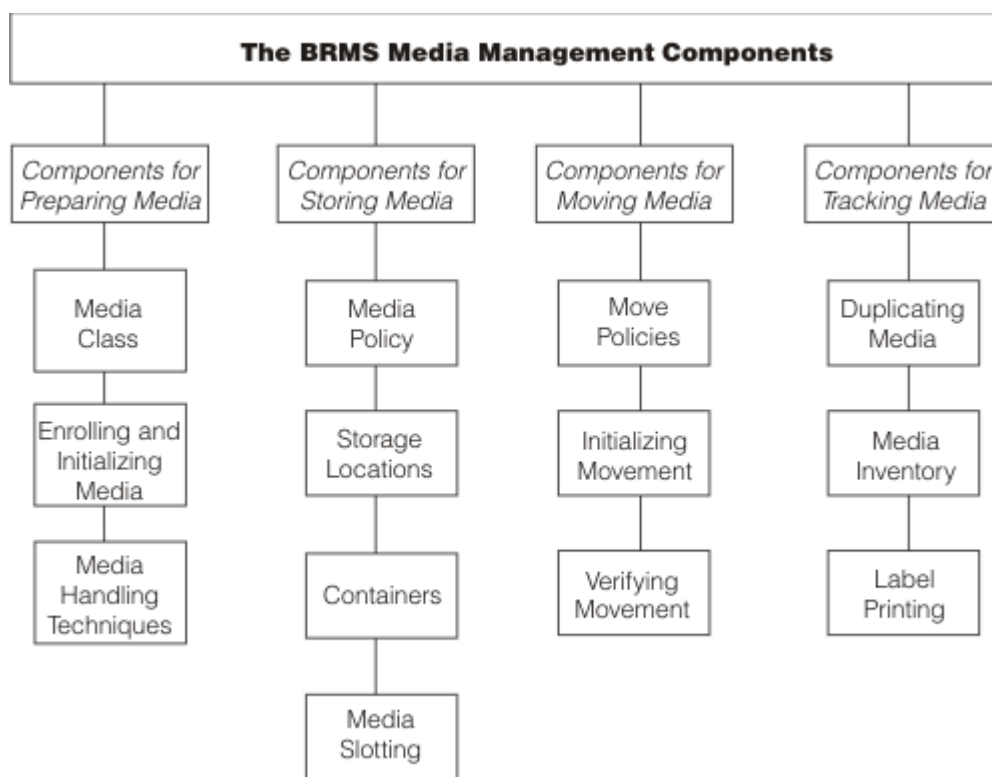 The BRMS Media Management Components
Components for
Preparing Media
Components for
Storing Media
Components for
Moving Media
Components for
Tracking Media
Media
Class
Enrolling and
Initializing
Media
Media
Handling
Techniques
Media
Policy
Storage
Locations
Containers
Media
Slotting
Move
Policies
Initializing
Movement
Verifying
Movement
Duplicating
Media
Media
Inventory
Label
Printing